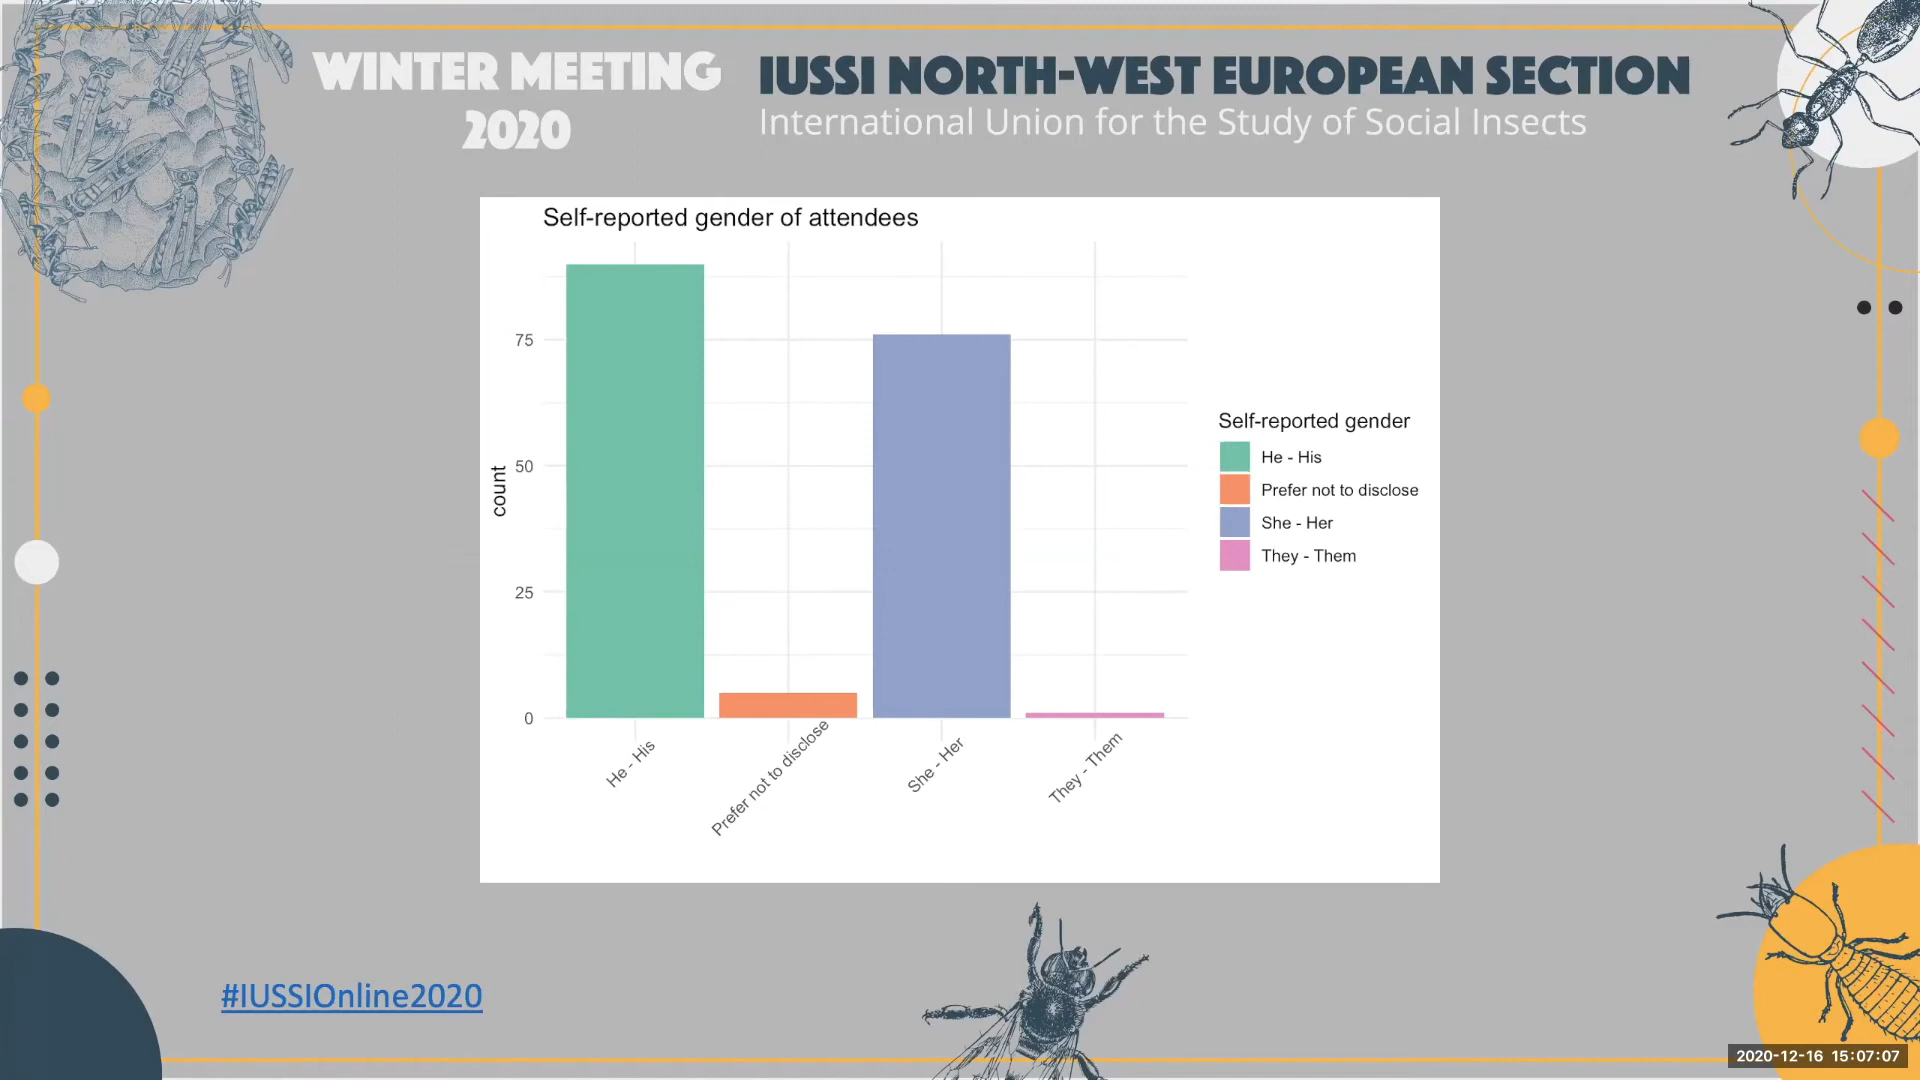 WINTER MEETING
2020
IUSSI NORTH-WEST EUROPEAN SECTION
International Union for the Study of Social Insects
Self-reported gender of attendees
75
50
25
0
count
He - His
Prefer not to disclose
She - Her
They - Them
Self-reported gender
He - His
Prefer not to disclose
She - Her
They - Them
#IUSSIOnline2020
2020-12-16 15:07:07